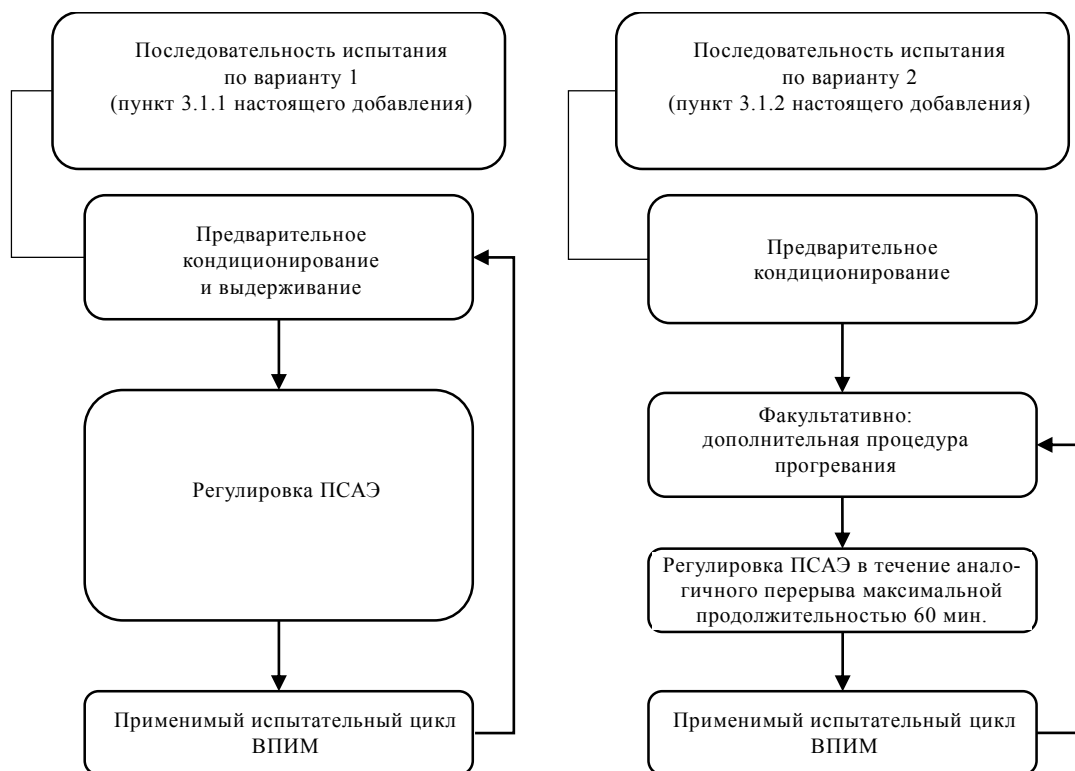 Последовательность испытания
по варианту 1
(пункт 3.1.1 настоящего добавления)
Предварительное
кондиционирование
и выдерживание
Регулировка ПСАЭ
Применимый испытательный цикл
ВПИМ
Последовательность испытания
по варианту 2
(пункт 3.1.2 настоящего добавления)
Предварительное
кондиционирование
Факультативно:
дополнительная процедура
прогревания
Регулировка ПСАЭ в течение анало-
гичного перерыва максимальной
продолжительностью 60 мин.
Применимый испытательный цикл
ВПИМ